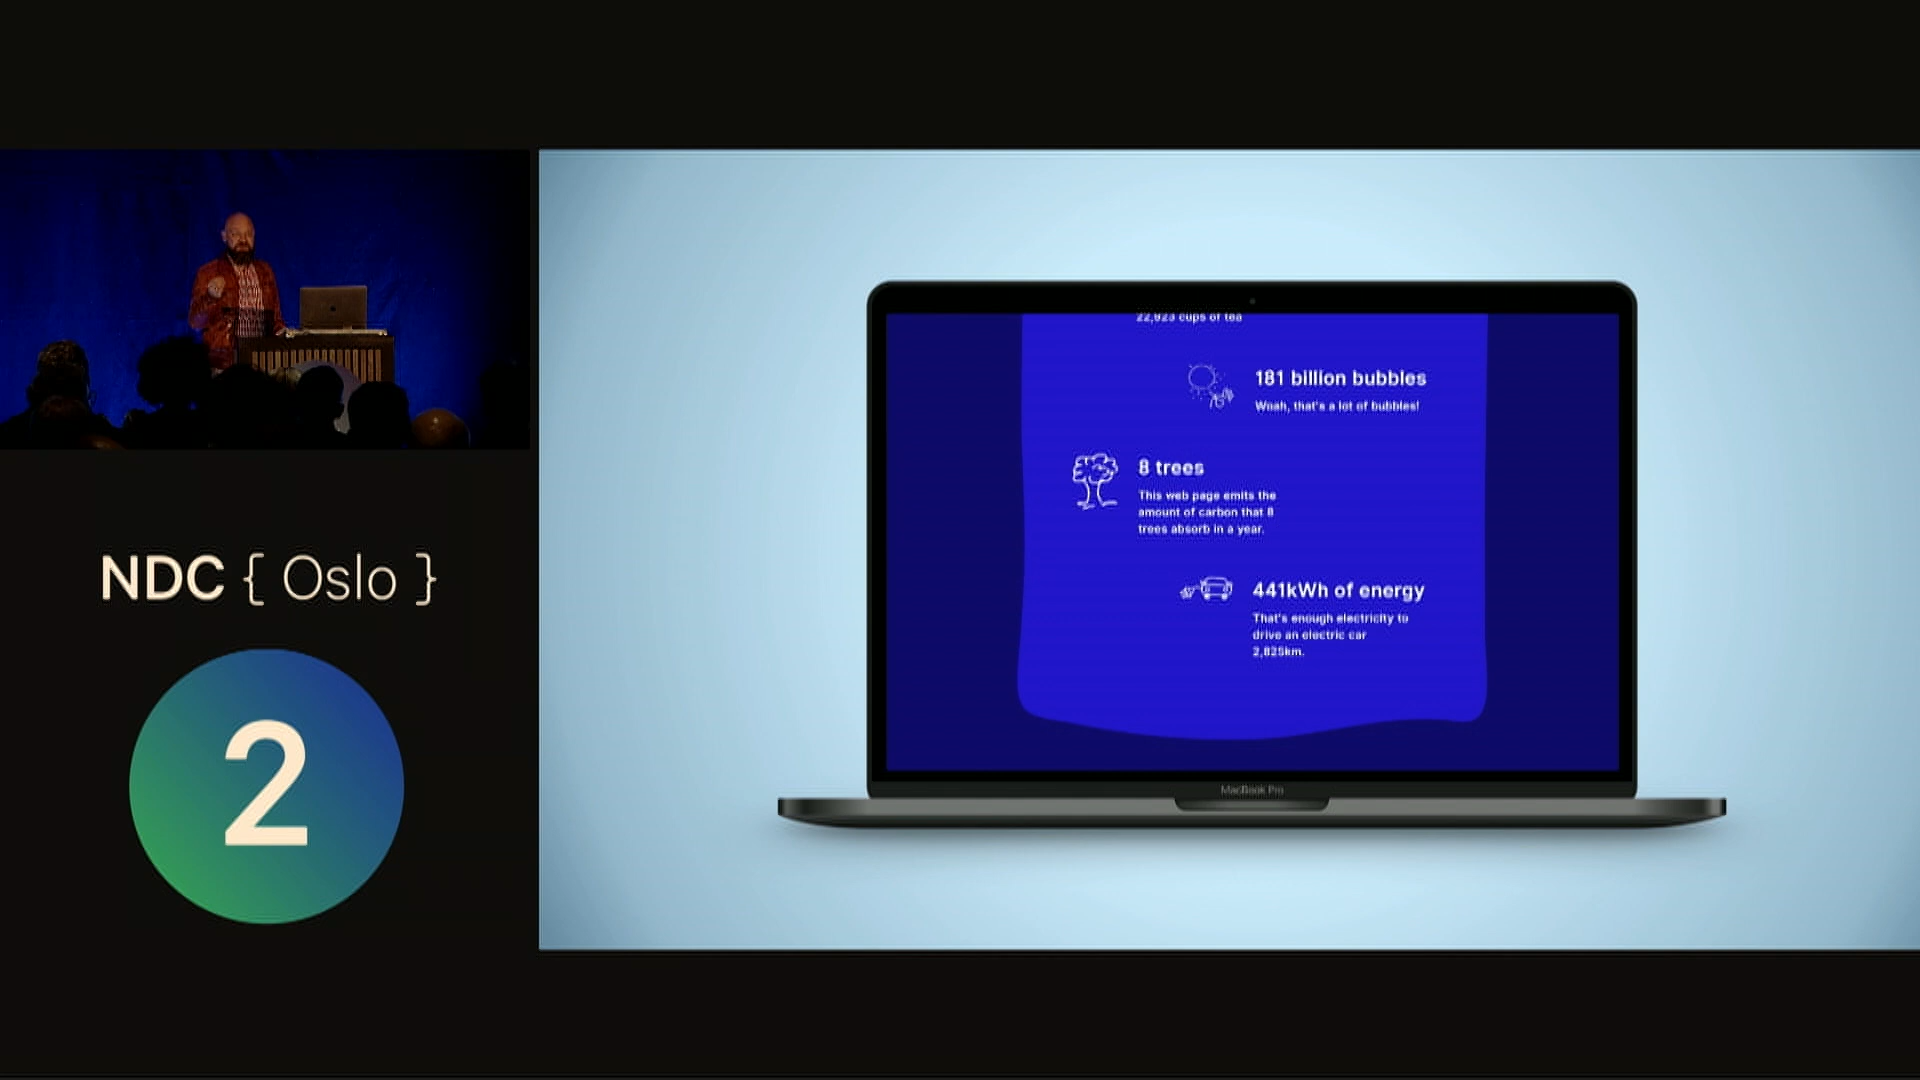 NDC { Oslo }
2
22,923 cups of tea
181 billion bubbles
Woah, that's a lot of bubbles!
8 trees
This web page emits the
amount of carbon that 8
trees absorb in a year.
441kWh of energy
That's enough electricity to
drive an electric car
2,825km.
MacBook Pro